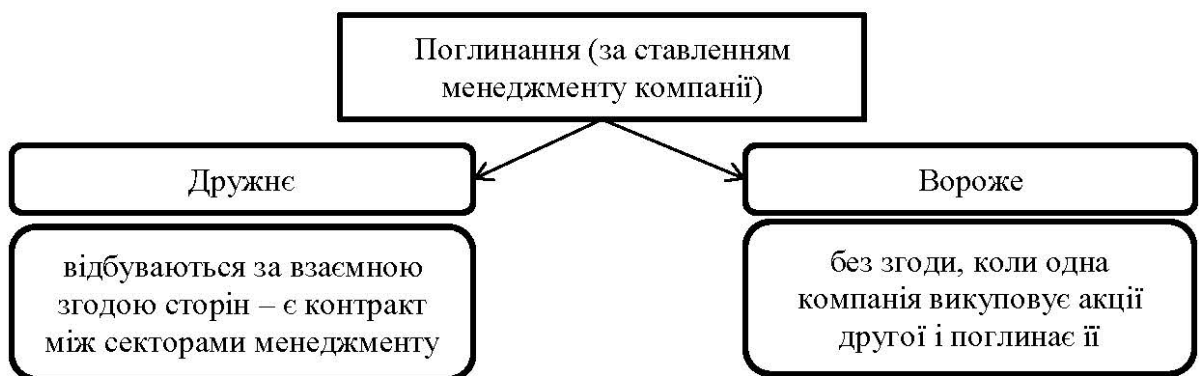 Поглинання (за ставленням
менеджменту компанії)
Дружнє
Вороже
відбуваються за взаємною
згодою сторін – є контракт
між секторами менеджменту
без згоди, коли одна
компанія викуповує акції
другої і поглинає її